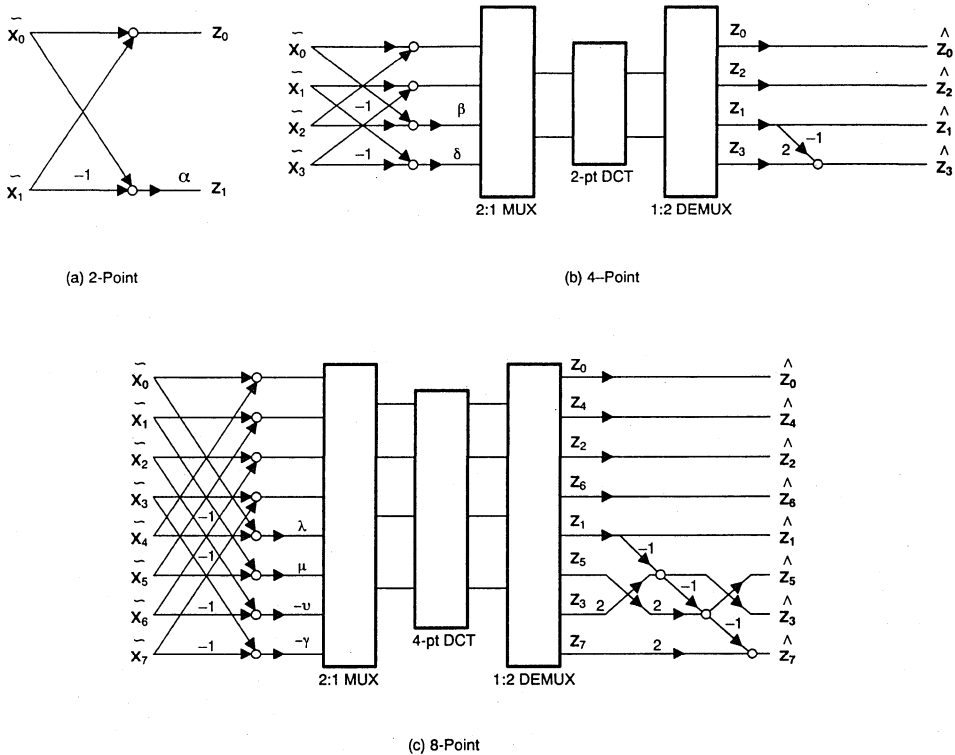 x̃₀ Z₀
x̃₁ -1 α Z₁
(a) 2-Point
x̃₀ Z₀ Ẑ₀
x̃₁ Z₂ Ẑ₂
-1
x̃₂ β Z₁ Ẑ₁
-1
x̃₃ -1 δ Z₃ 2 Ẑ₃
2-pt DCT
2:1 MUX 1:2 DEMUX
(b) 4-Point
x̃₀ Z₀ Ẑ₀
x̃₁ Z₄ Ẑ₄
x̃₂ Z₂ Ẑ₂
x̃₃ Z₆ Ẑ₆
-1
x̃₄ λ Z₁ Ẑ₁
-1 -1
x̃₅ μ Z₅ Ẑ₅
-1
x̃₆ -1 -υ Z₃ 2 2 Ẑ₃
-1
x̃₇ -1 -γ Z₇ 2 Ẑ₇
4-pt DCT
2:1 MUX 1:2 DEMUX
(c) 8-Point